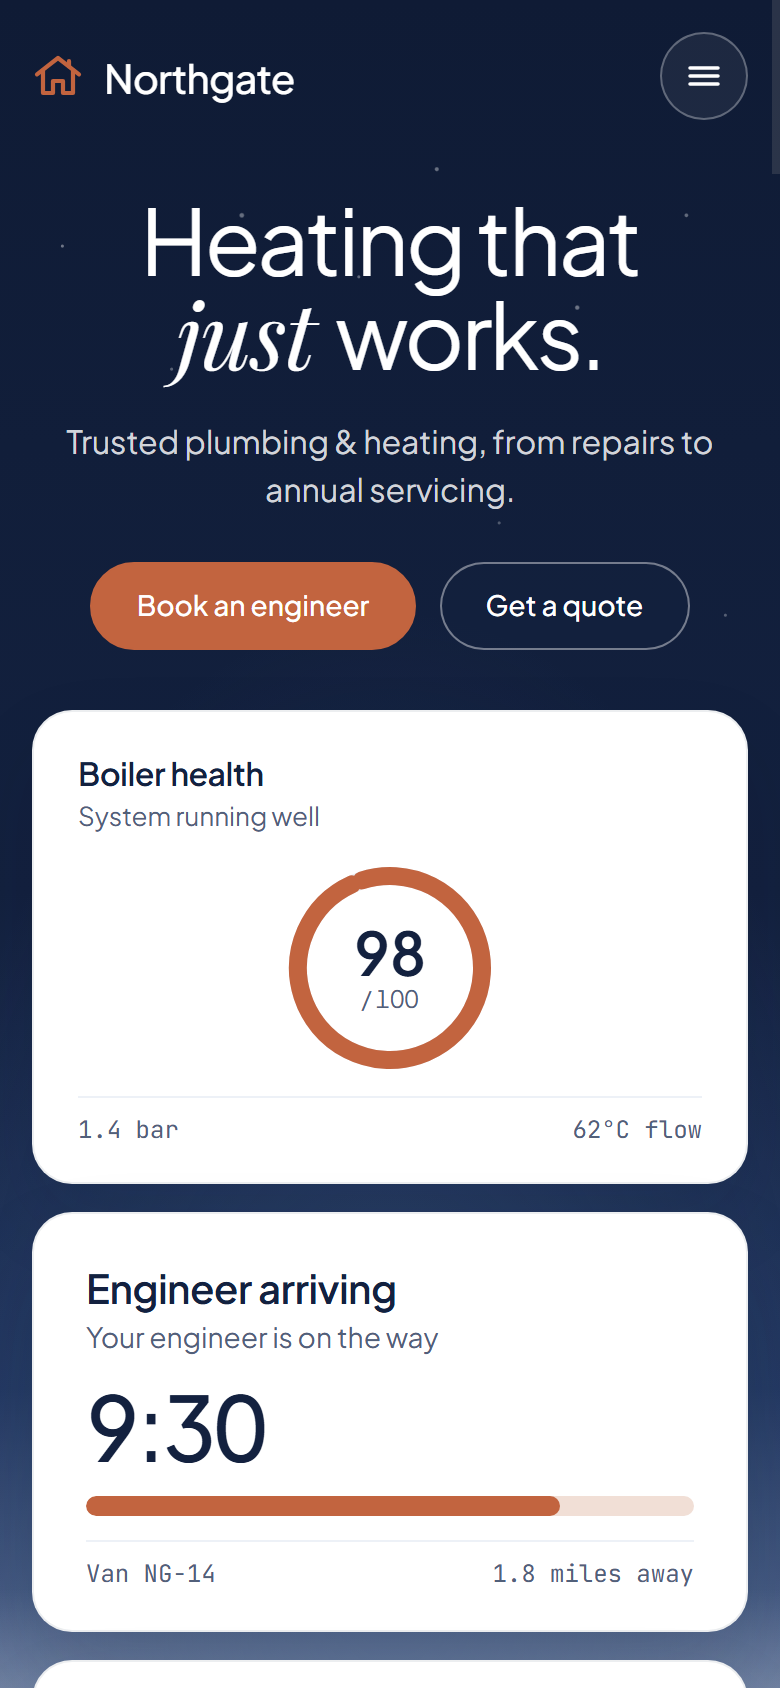 Northgate
Heating that
just works.
Trusted plumbing & heating, from repairs to
annual servicing.
Book an engineer
Get a quote
Boiler health
System running well
98
/100
1.4 bar
62°C flow
Engineer arriving
Your engineer is on the way
9:30
Van NG-14
1.8 miles away